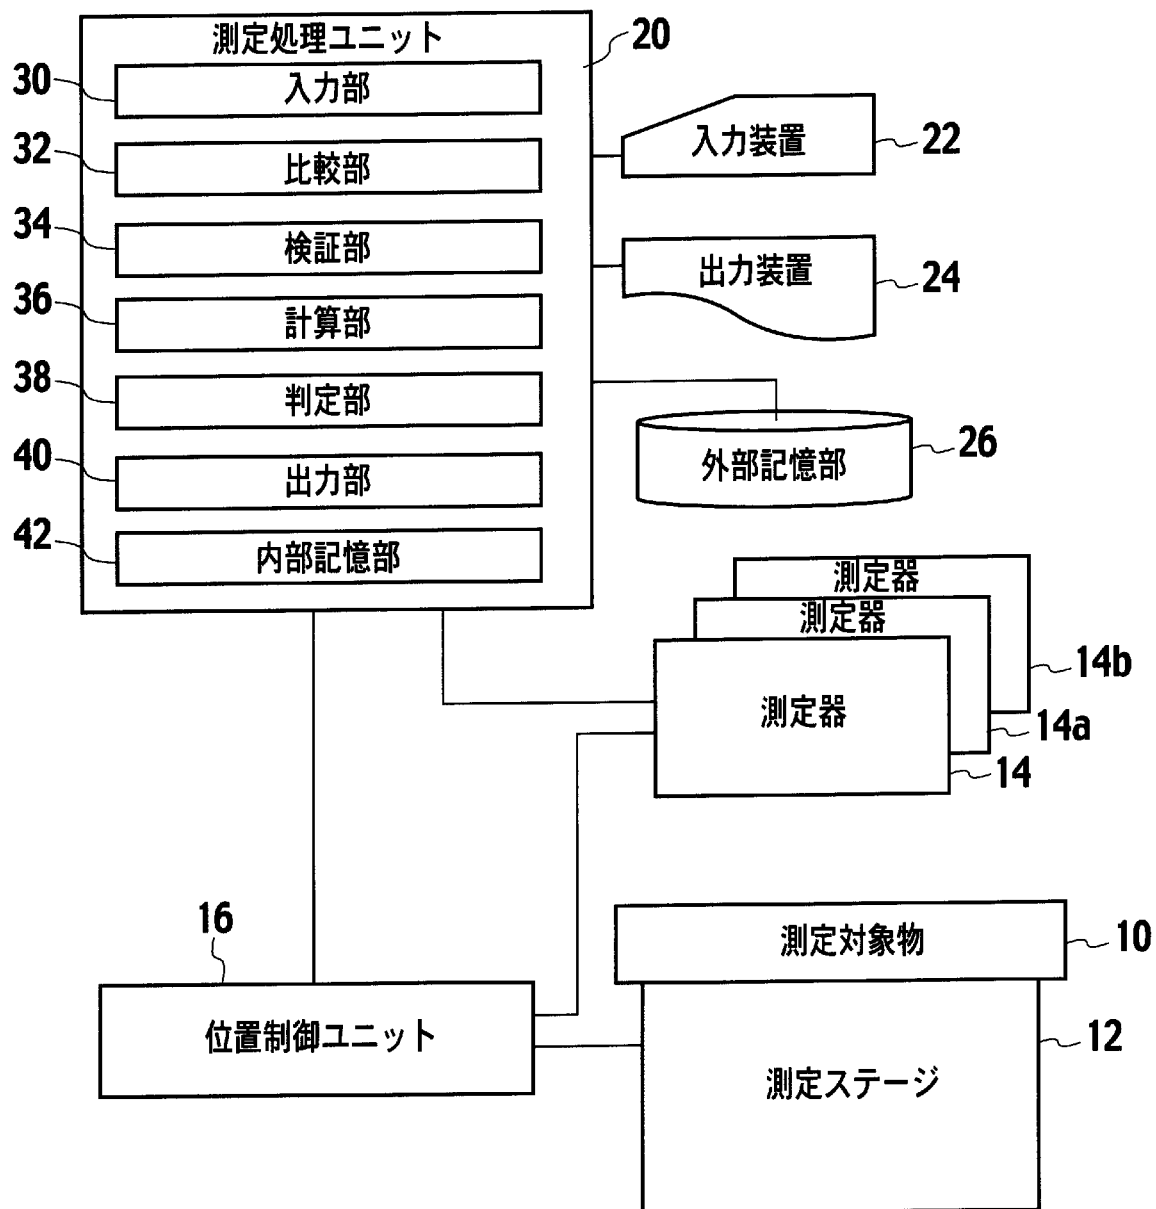 測定処理ユニット
20
30
入力部
32
比較部
34
検証部
36
計算部
38
判定部
40
出力部
42
内部記憶部
入力装置
22
出力装置
24
外部記憶部
26
測定器
14b
測定器
14a
測定器
14
16
位置制御ユニット
測定対象物
10
測定ステージ
12